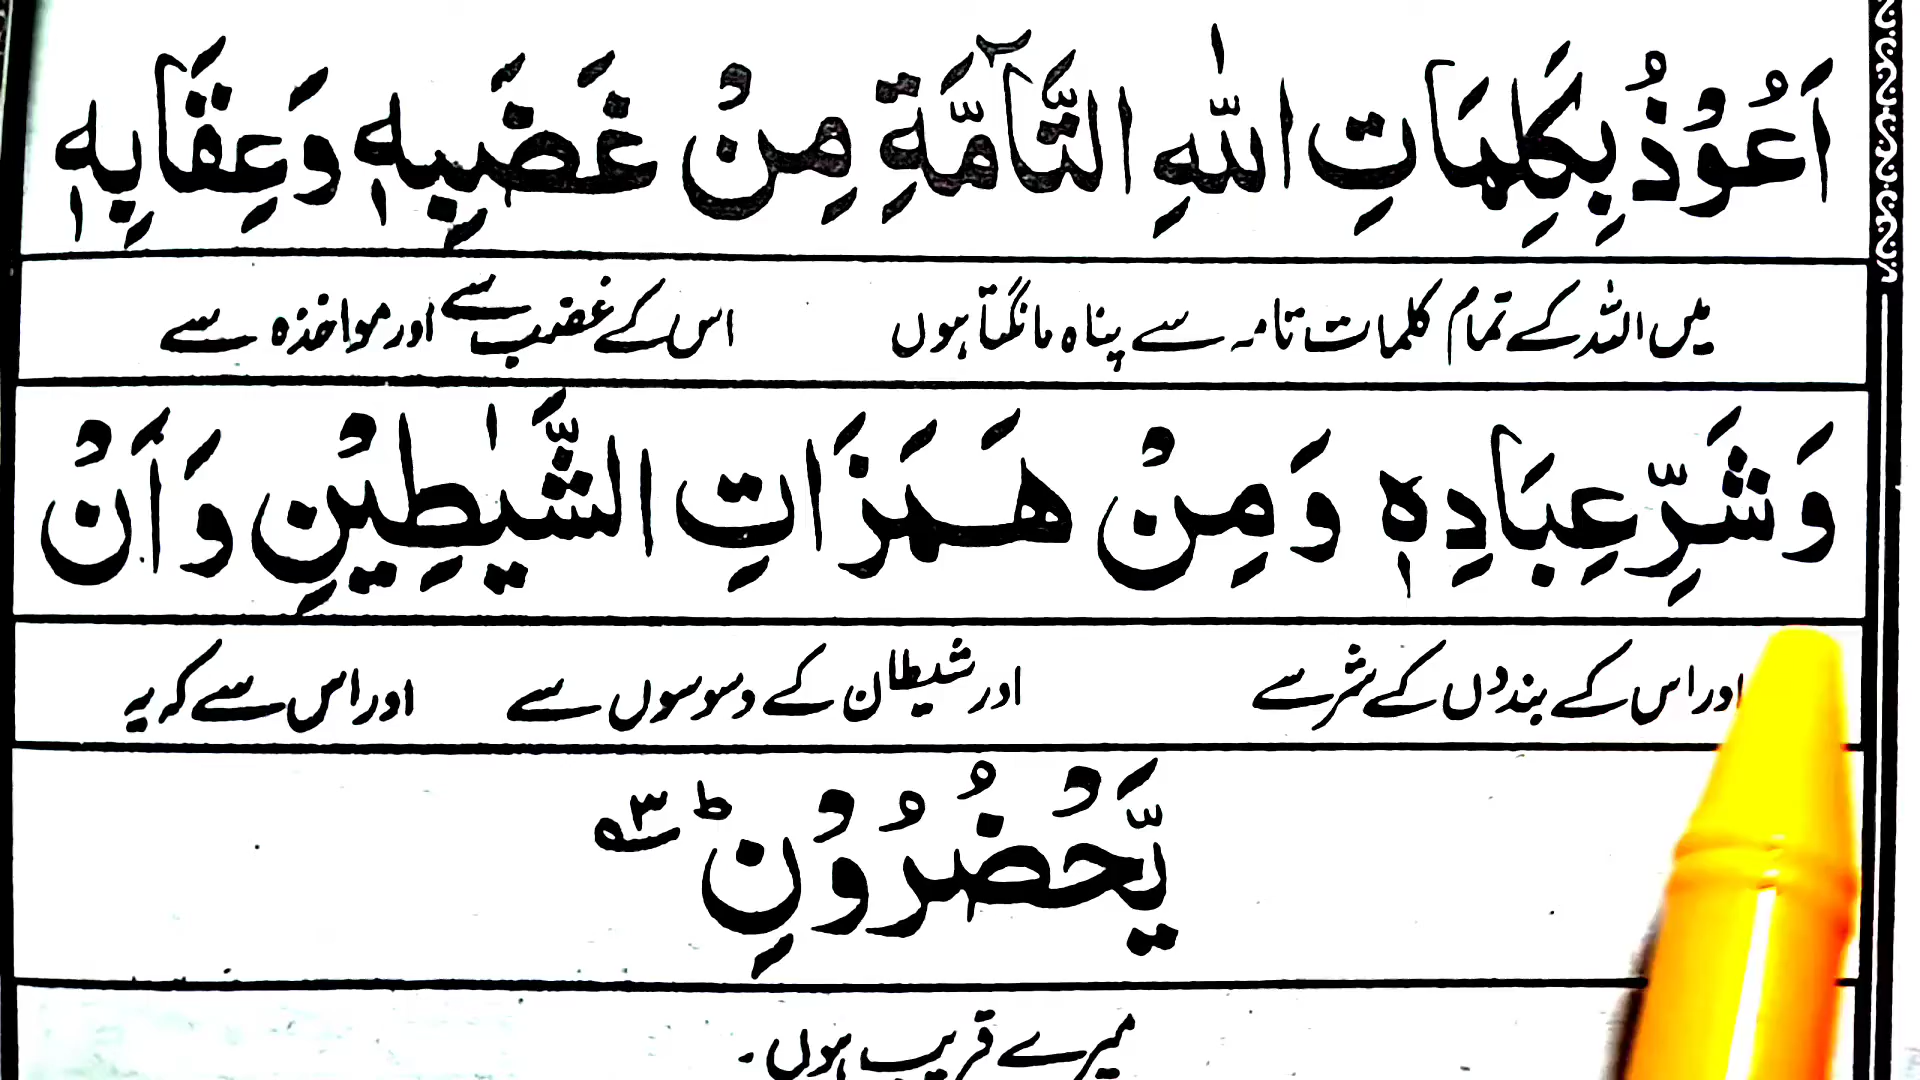 اَعُوْذُ بِكَلِمَاتِ اللّٰهِ التَّآمَّةِ مِنْ غَضَبِهٖ وَعِقَابِهٖ
میں اللہ کے تمام کلمات تامہ سے پناہ مانگتا ہوں اس کے غضب سے اور مواخذہ سے
وَشَرِّعِبَادِهٖ وَمِنْ هَمَزَاتِ الشَّيٰطِيْنِ وَاَنْ
اور اس کے بندوں کے شر سے اور شیطان کے وسوسوں سے اور اس سے کہ یہ
يَّحْضُرُوْنِ ؕ ٣
میرے قریب ہوں۔